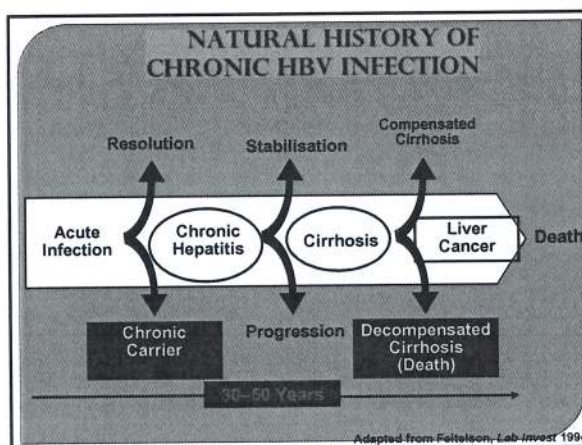 NATURAL HISTORY OF
CHRONIC HBV INFECTION
Resolution
Stabilisation
Compensated
Cirrhosis
Acute
Infection
Chronic
Hepatitis
Cirrhosis
Liver
Cancer
Death
Chronic
Carrier
Progression
Decompensated
Cirrhosis
(Death)
30–50 Years
Adapted from Feitelson, Lab Invest 199